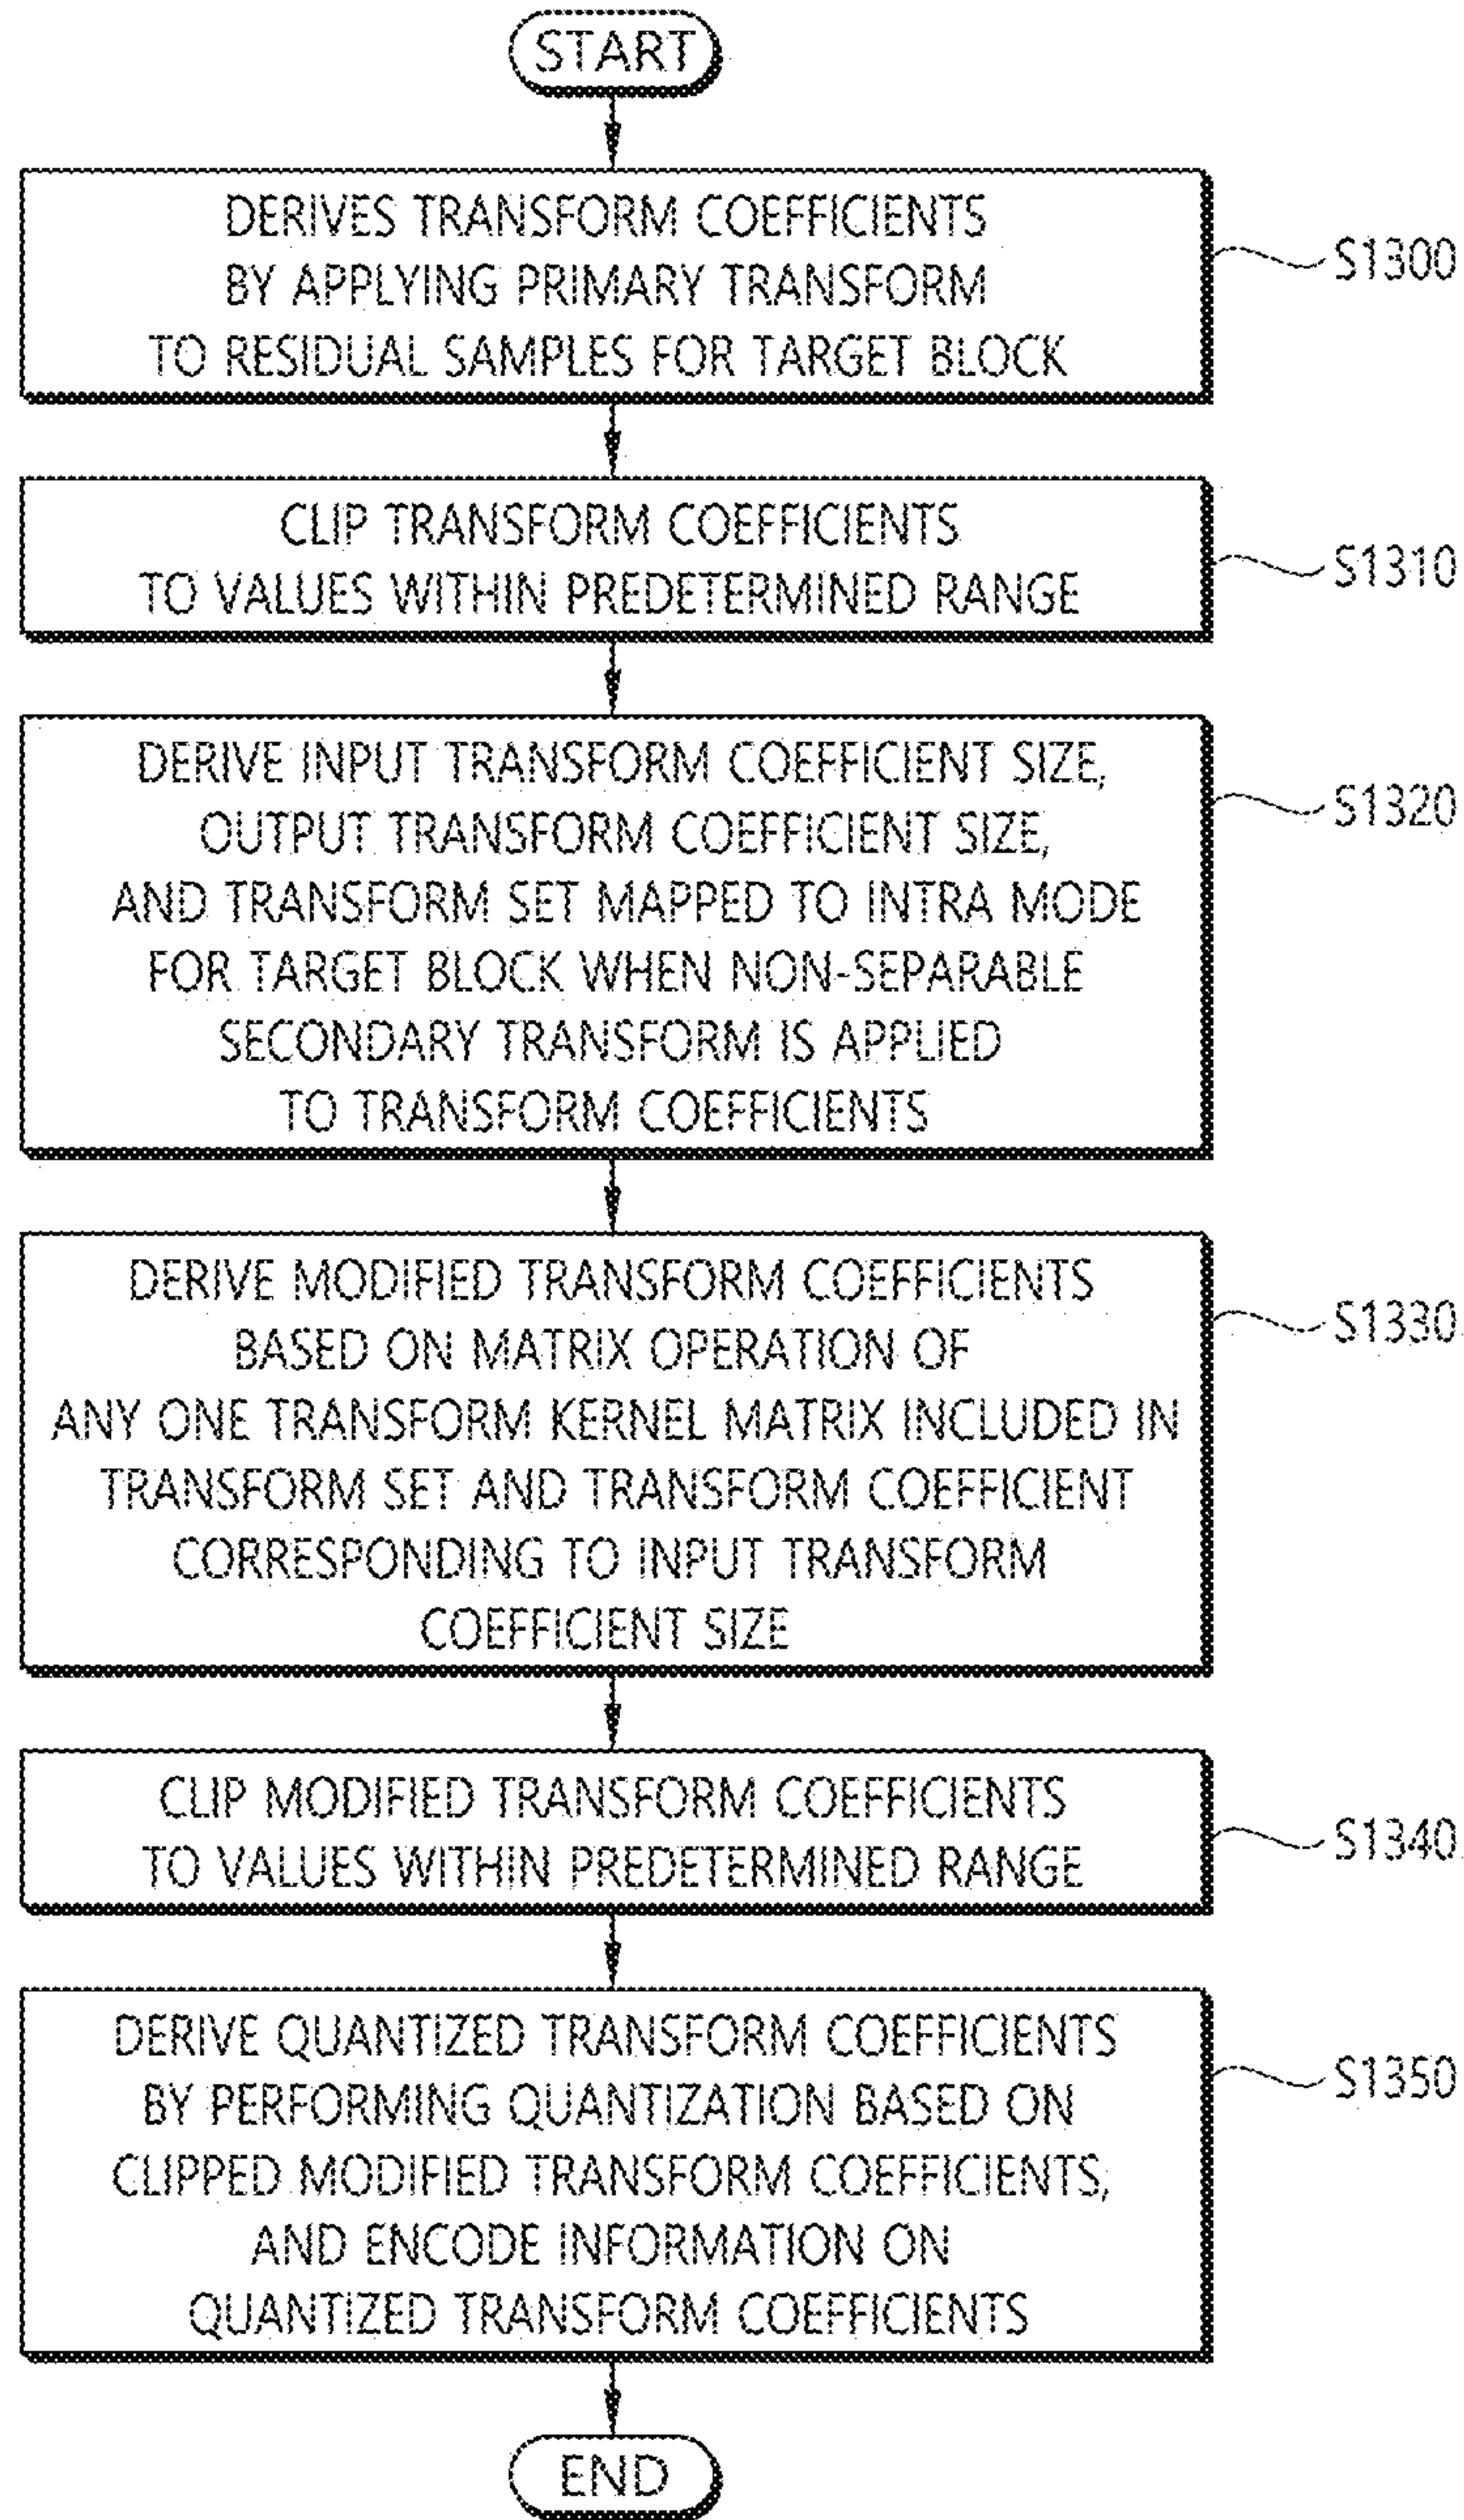 START
DERIVES TRANSFORM COEFFICIENTS
BY APPLYING PRIMARY TRANSFORM
TO RESIDUAL SAMPLES FOR TARGET BLOCK
S1300
CLIP TRANSFORM COEFFICIENTS
TO VALUES WITHIN PREDETERMINED RANGE
S1310
DERIVE INPUT TRANSFORM COEFFICIENT SIZE,
OUTPUT TRANSFORM COEFFICIENT SIZE,
AND TRANSFORM SET MAPPED TO INTRA MODE
FOR TARGET BLOCK WHEN NON-SEPARABLE
SECONDARY TRANSFORM IS APPLIED
TO TRANSFORM COEFFICIENTS
S1320
DERIVE MODIFIED TRANSFORM COEFFICIENTS
BASED ON MATRIX OPERATION OF
ANY ONE TRANSFORM KERNEL MATRIX INCLUDED IN
TRANSFORM SET AND TRANSFORM COEFFICIENT
CORRESPONDING TO INPUT TRANSFORM
COEFFICIENT SIZE
S1330
CLIP MODIFIED TRANSFORM COEFFICIENTS
TO VALUES WITHIN PREDETERMINED RANGE
S1340
DERIVE QUANTIZED TRANSFORM COEFFICIENTS
BY PERFORMING QUANTIZATION BASED ON
CLIPPED MODIFIED TRANSFORM COEFFICIENTS,
AND ENCODE INFORMATION ON
QUANTIZED TRANSFORM COEFFICIENTS
S1350
END